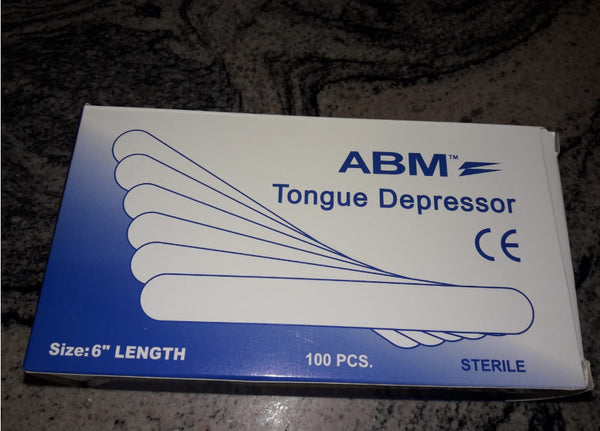 ABM™
Tongue Depressor
CE
Size: 6" LENGTH
100 PCS.
STERILE